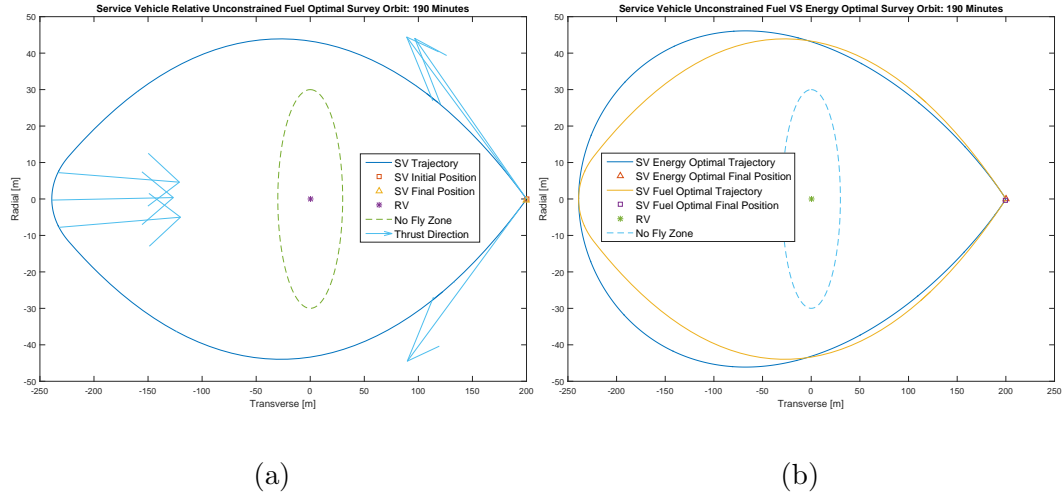 Service Vehicle Relative Unconstrained Fuel Optimal Survey Orbit: 190 Minutes
50
40
30
20
10
0
-10
-20
-30
-40
-50
Radial [m]
-250
-200
-150
-100
-50
0
50
100
150
200
Transverse [m]
SV Trajectory
SV Initial Position
SV Final Position
RV
No Fly Zone
Thrust Direction
(a)
Service Vehicle Unconstrained Fuel VS Energy Optimal Survey Orbit: 190 Minutes
50
40
30
20
10
0
-10
-20
-30
-40
-50
Radial [m]
-250
-200
-150
-100
-50
0
50
100
150
200
250
Transverse [m]
SV Energy Optimal Trajectory
SV Energy Optimal Final Position
SV Fuel Optimal Trajectory
SV Fuel Optimal Final Position
RV
No Fly Zone
(b)